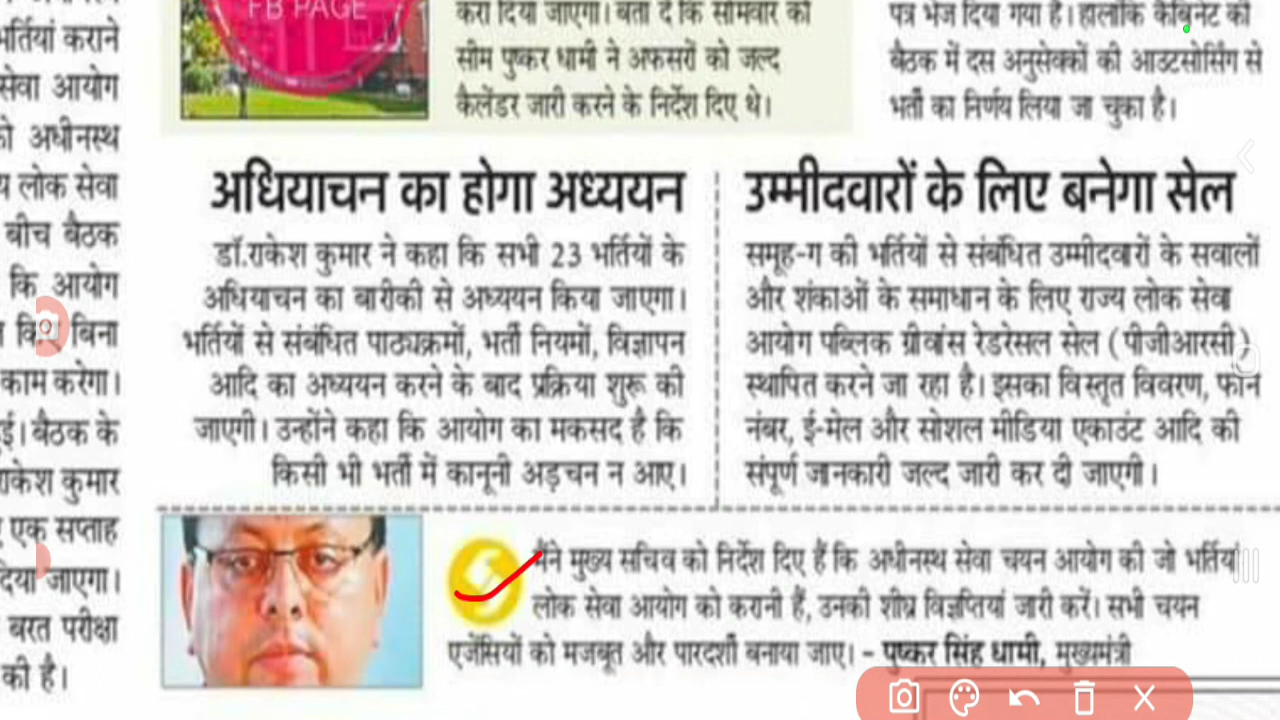 भर्तियां कराने
सेवा आयोग
को अधीनस्थ
लोक सेवा
बीच बैठक
कि आयोग
किए बिना
काम करेगा।
बैठक के
राकेश कुमार
एक सप्ताह
दिया जाएगा।
बरत परीक्षा
की है।
FB PAGE
करा दिया जाएगा। बता दें कि सोमवार को
सीम पुष्कर धामी ने अफसरों को जल्द
कैलेंडर जारी करने के निर्देश दिए थे।
पत्र भेज दिया गया है। हालांकि कैबिनेट की
बैठक में दस अनुसेवकों की आउटसोर्सिंग से
भर्ती का निर्णय लिया जा चुका है।
अधियाचन का होगा अध्ययन
डॉ.राकेश कुमार ने कहा कि सभी 23 भर्तियों के
अधियाचन का बारीकी से अध्ययन किया जाएगा।
भर्तियों से संबंधित पाठ्यक्रमों, भर्ती नियमों, विज्ञापन
आदि का अध्ययन करने के बाद प्रक्रिया शुरू की
जाएगी। उन्होंने कहा कि आयोग का मकसद है कि
किसी भी भर्ती में कानूनी अड़चन न आए।
उम्मीदवारों के लिए बनेगा सेल
समूह-ग की भर्तियों से संबंधित उम्मीदवारों के सवालों
और शंकाओं के समाधान के लिए राज्य लोक सेवा
आयोग पब्लिक ग्रीवांस रेडरेसल सेल (पीजीआरसी)
स्थापित करने जा रहा है। इसका विस्तृत विवरण, फोन
नंबर, ई-मेल और सोशल मीडिया एकाउंट आदि की
संपूर्ण जानकारी जल्द जारी कर दी जाएगी।
मैंने मुख्य सचिव को निर्देश दिए हैं कि अधीनस्थ सेवा चयन आयोग की जो भर्तियां
लोक सेवा आयोग को करानी हैं, उनकी शीघ्र विज्ञप्तियां जारी करें। सभी चयन
एजेंसियों को मजबूत और पारदर्शी बनाया जाए। - पुष्कर सिंह धामी, मुख्यमंत्री